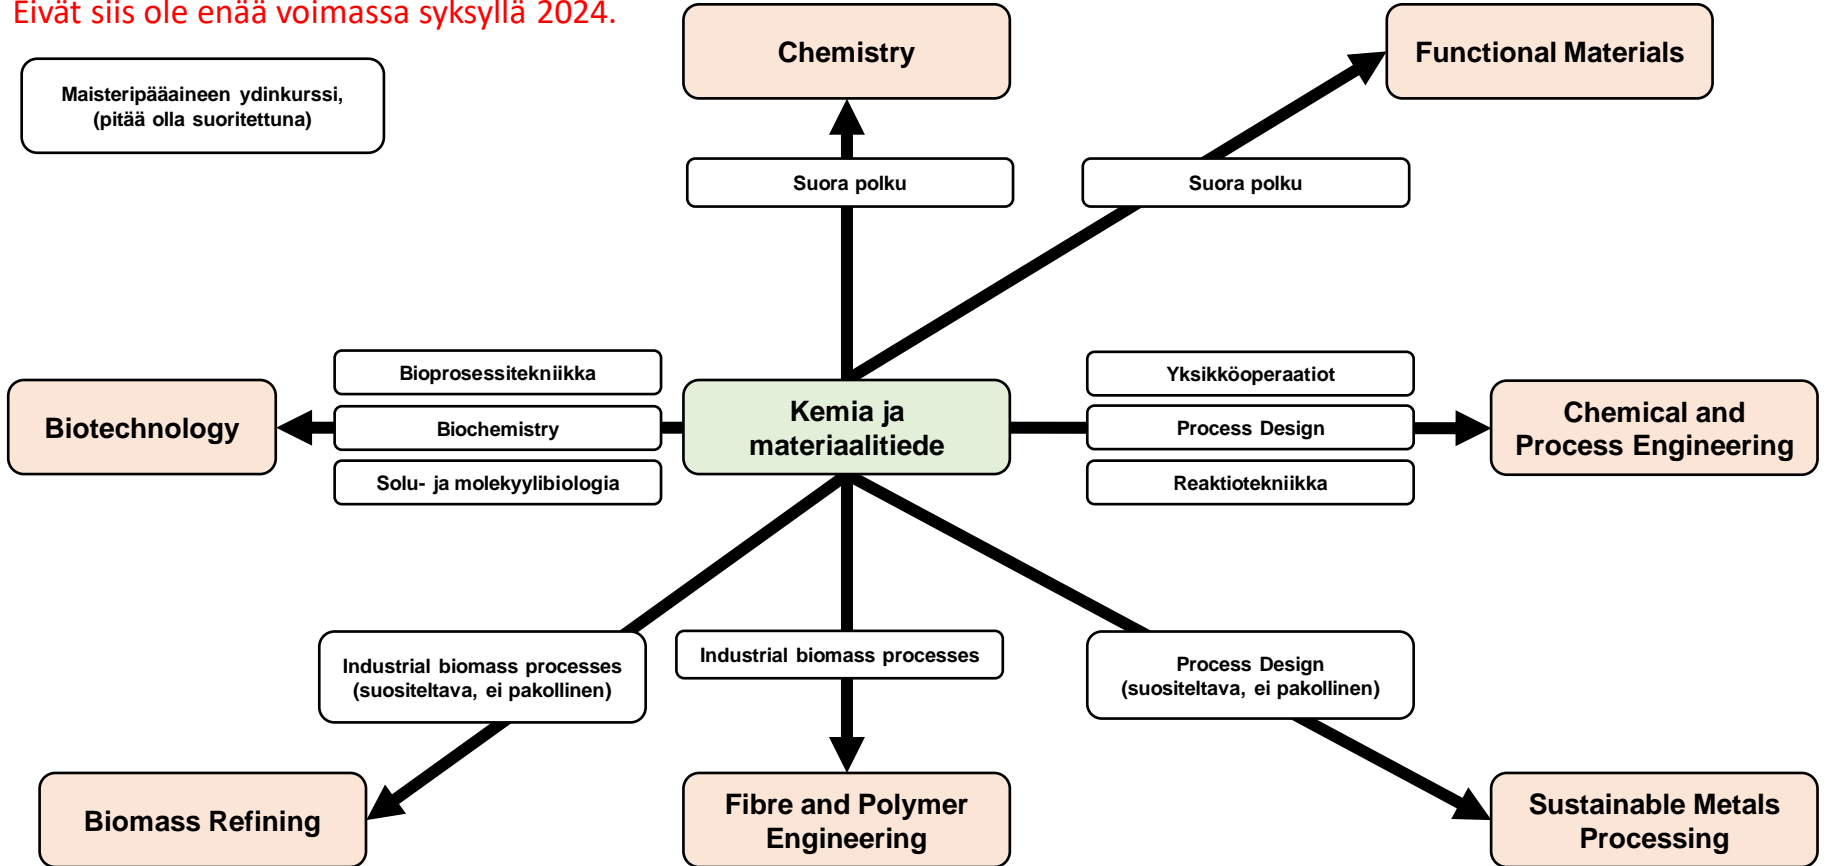 Eivät siis ole enää voimassa syksyllä 2024.
Maisteripääaineen ydinkurssi,
(pitää olla suoritettuna)
Chemistry
Functional Materials
Suora polku
Suora polku
Bioprosessitekniikka
Biochemistry
Solu- ja molekyylibiologia
Biotechnology
Kemia ja
materiaalitiede
Yksikköoperaatiot
Process Design
Reaktiotekniikka
Chemical and
Process Engineering
Industrial biomass processes
(suositeltava, ei pakollinen)
Industrial biomass processes
Process Design
(suositeltava, ei pakollinen)
Biomass Refining
Fibre and Polymer
Engineering
Sustainable Metals
Processing